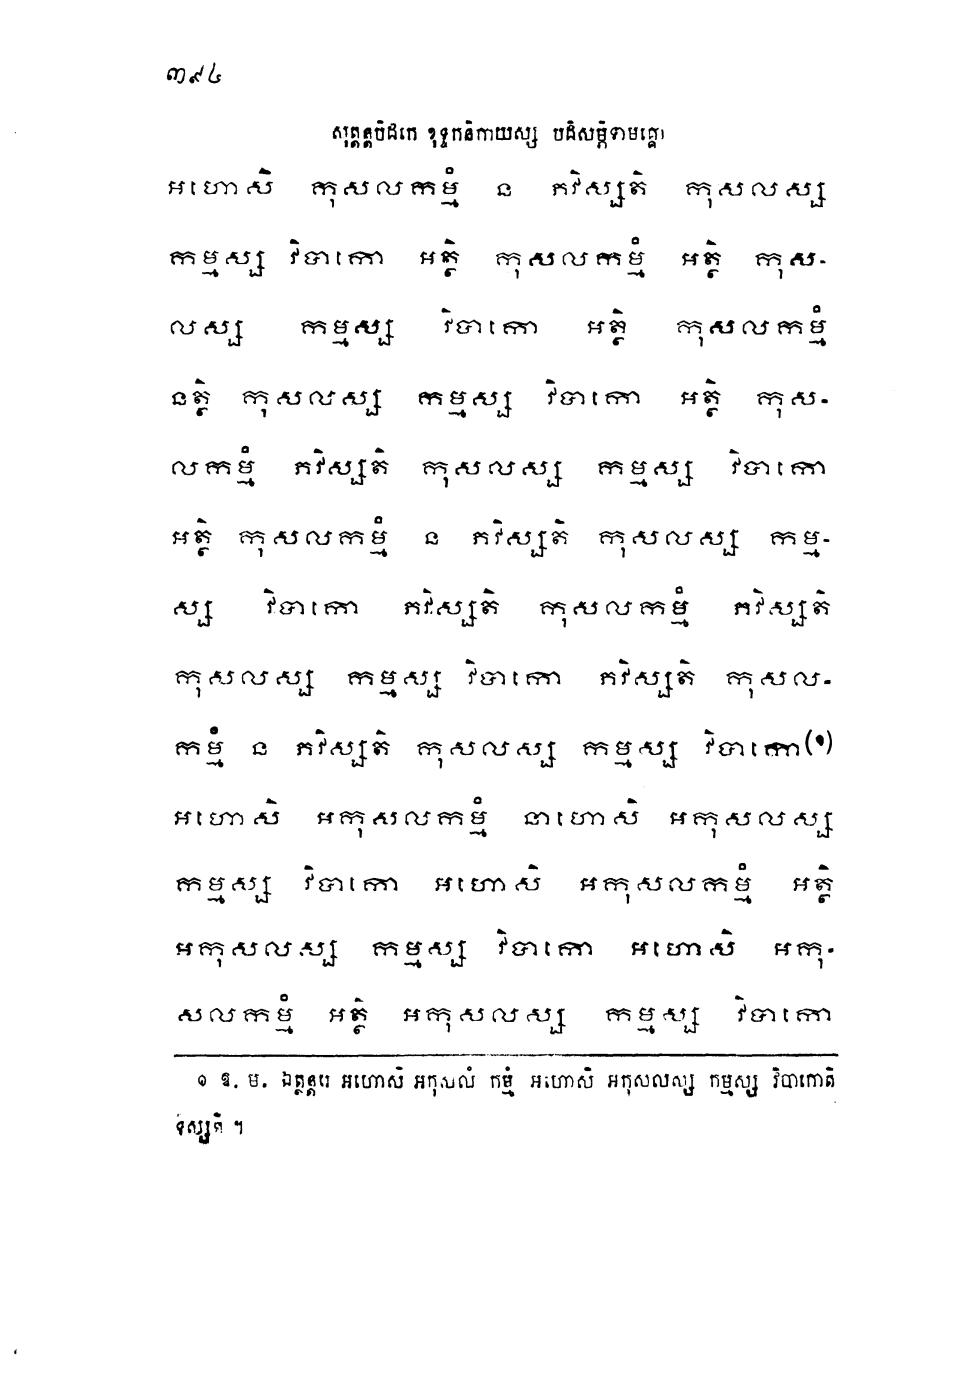 ៣៩៤
សុត្តន្តបិដកេ ខុទ្ទកនិកាយស្ស បដិសម្ភិទាមគ្គោ
អហោសិ កុសលកម្មំ ន ភវិស្សតិ កុសលស្ស
កម្មស្ស វិបាកោ អត្ថិ កុសលកម្មំ អត្ថិ កុស-
លស្ស កម្មស្ស វិបាកោ អត្ថិ កុសលកម្មំ
នត្ថិ កុសលស្ស កម្មស្ស វិបាកោ អត្ថិ កុស-
លកម្មំ ភវិស្សតិ កុសលស្ស កម្មស្ស វិបាកោ
អត្ថិ កុសលកម្មំ ន ភវិស្សតិ កុសលស្ស កម្ម-
ស្ស វិបាកោ ភវិស្សតិ កុសលកម្មំ ភវិស្សតិ
កុសលស្ស កម្មស្ស វិបាកោ ភវិស្សតិ កុសល-
កម្មំ ន ភវិស្សតិ កុសលស្ស កម្មស្ស វិបាកោ(១)
អហោសិ អកុសលកម្មំ នាហោសិ អកុសលស្ស
កម្មស្ស វិបាកោ អហោសិ អកុសលកម្មំ អត្ថិ
អកុសលស្ស កម្មស្ស វិបាកោ អហោសិ អកុ-
សលកម្មំ អត្ថិ អកុសលស្ស កម្មស្ស វិបាកោ
១ ឱ. ម. ឯត្ថន្តរេ អហោសិ អកុសលំ កម្មំ អហោសិ អកុសលស្ស កម្មស្ស វិបាកោតិ
ទុស្សតិ ។